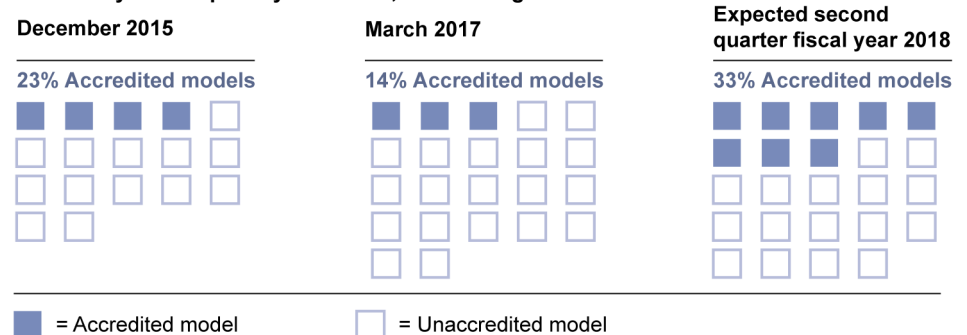 December 2015
23% Accredited models
March 2017
14% Accredited models
Expected second
quarter fiscal year 2018
33% Accredited models
= Accredited model
= Unaccredited model